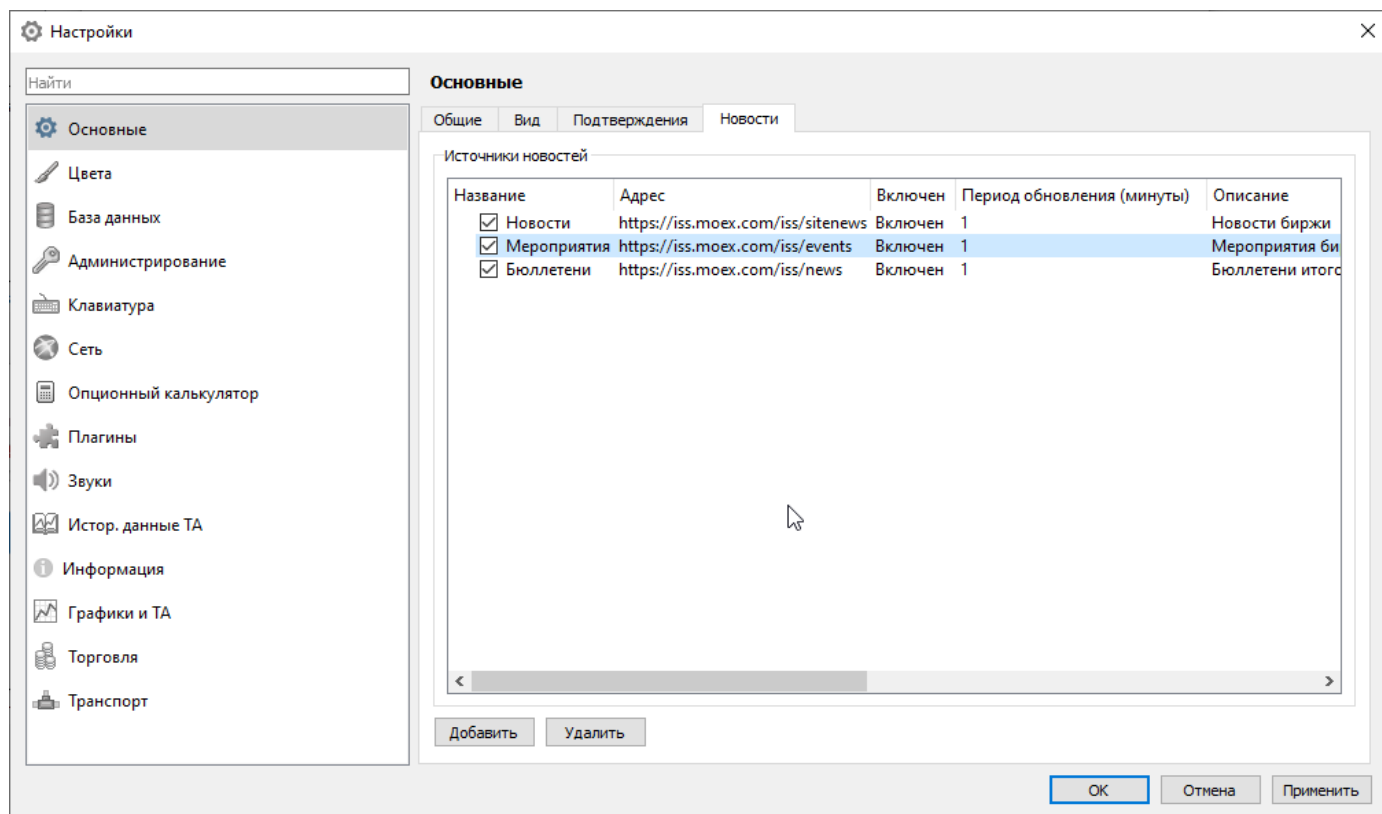 Настройки
Найти
Основные
Цвета
База данных
Администрирование
Клавиатура
Сеть
Опционный калькулятор
Плагины
Звуки
Истор. данные ТА
Информация
Графики и ТА
Торговля
Транспорт
Основные
Общие Вид Подтверждения Новости
Источники новостей
Название Адрес Включен Период обновления (минуты) Описание
Новости https://iss.moex.com/iss/sitenews Включен 1 Новости биржи
Мероприятия https://iss.moex.com/iss/events Включен 1 Мероприятия би
Бюллетени https://iss.moex.com/iss/news Включен 1 Бюллетени итого
Добавить Удалить
OK Отмена Применить